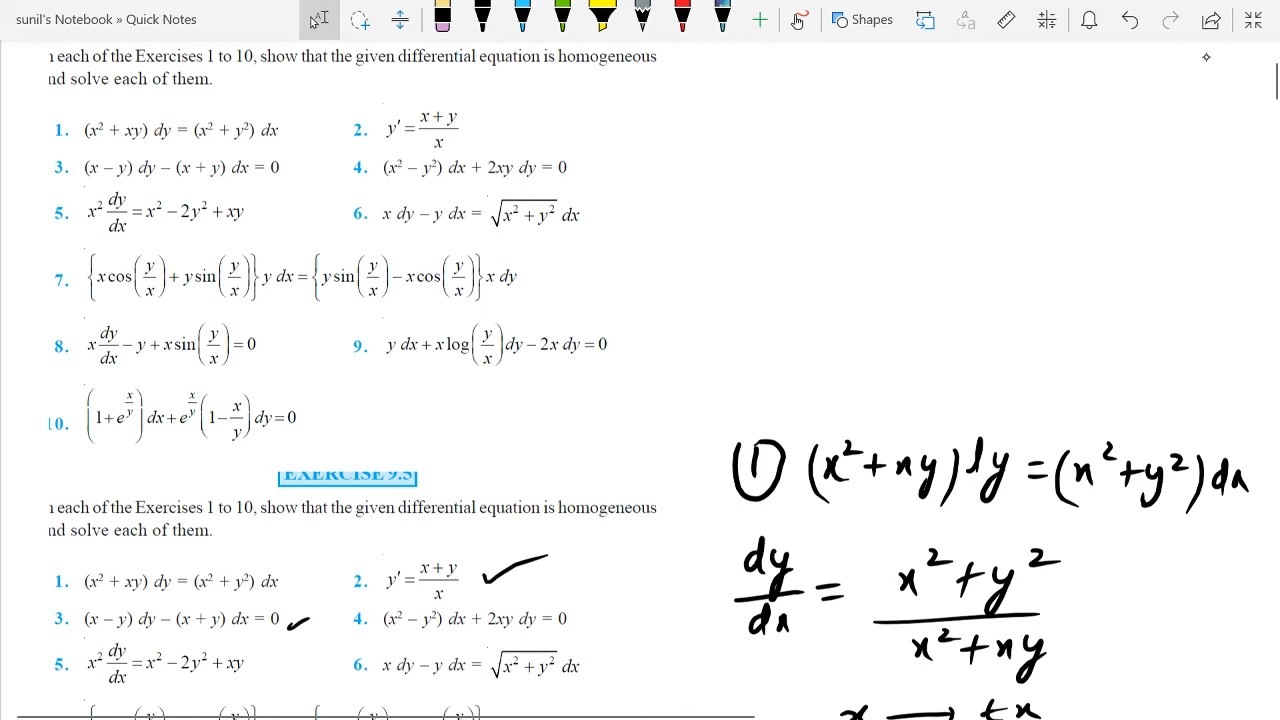 sunil's Notebook » Quick Notes
Shapes
n each of the Exercises 1 to 10, show that the given differential equation is homogeneous
nd solve each of them.
1. (x² + xy) dy = (x² + y²) dx
2. y′ = (x + y)/x
3. (x – y) dy – (x + y) dx = 0
4. (x² – y²) dx + 2xy dy = 0
5. x² dy/dx = x² – 2y² + xy
6. x dy – y dx = √(x² + y²) dx
7. {x cos(y/x) + y sin(y/x)} y dx = {y sin(y/x) – x cos(y/x)} x dy
8. x dy/dx – y + x sin(y/x) = 0
9. y dx + x log(y/x) dy – 2x dy = 0
10. (1 + e^(x/y)) dx + e^(x/y) (1 – x/y) dy = 0
EXERCISE 9.5
n each of the Exercises 1 to 10, show that the given differential equation is homogeneous
nd solve each of them.
1. (x² + xy) dy = (x² + y²) dx
2. y′ = (x + y)/x
3. (x – y) dy – (x + y) dx = 0
4. (x² – y²) dx + 2xy dy = 0
5. x² dy/dx = x² – 2y² + xy
6. x dy – y dx = √(x² + y²) dx
① (x² + xy) dy = (x² + y²) dx
dy/dx = (x² + y²)/(x² + xy)
x → tx